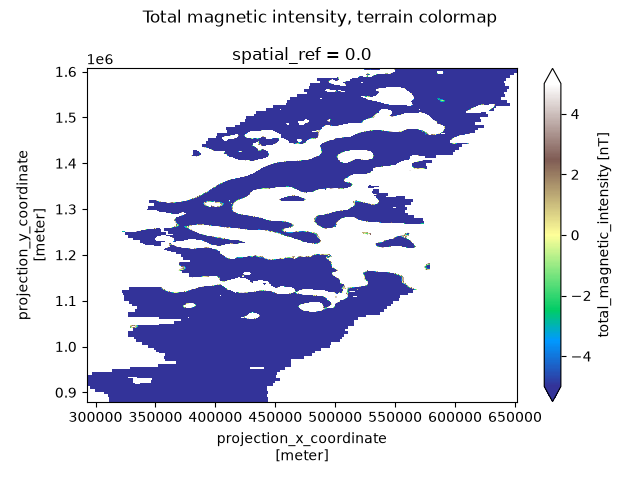 Total magnetic intensity, terrain colormap
spatial_ref = 0.0
1e6
1.6
1.5
1.4
1.3
1.2
1.1
1.0
0.9
projection_y_coordinate
[meter]
300000 350000 400000 450000 500000 550000 600000 650000
projection_x_coordinate
[meter]
4
2
0
−2
−4
total_magnetic_intensity [nT]